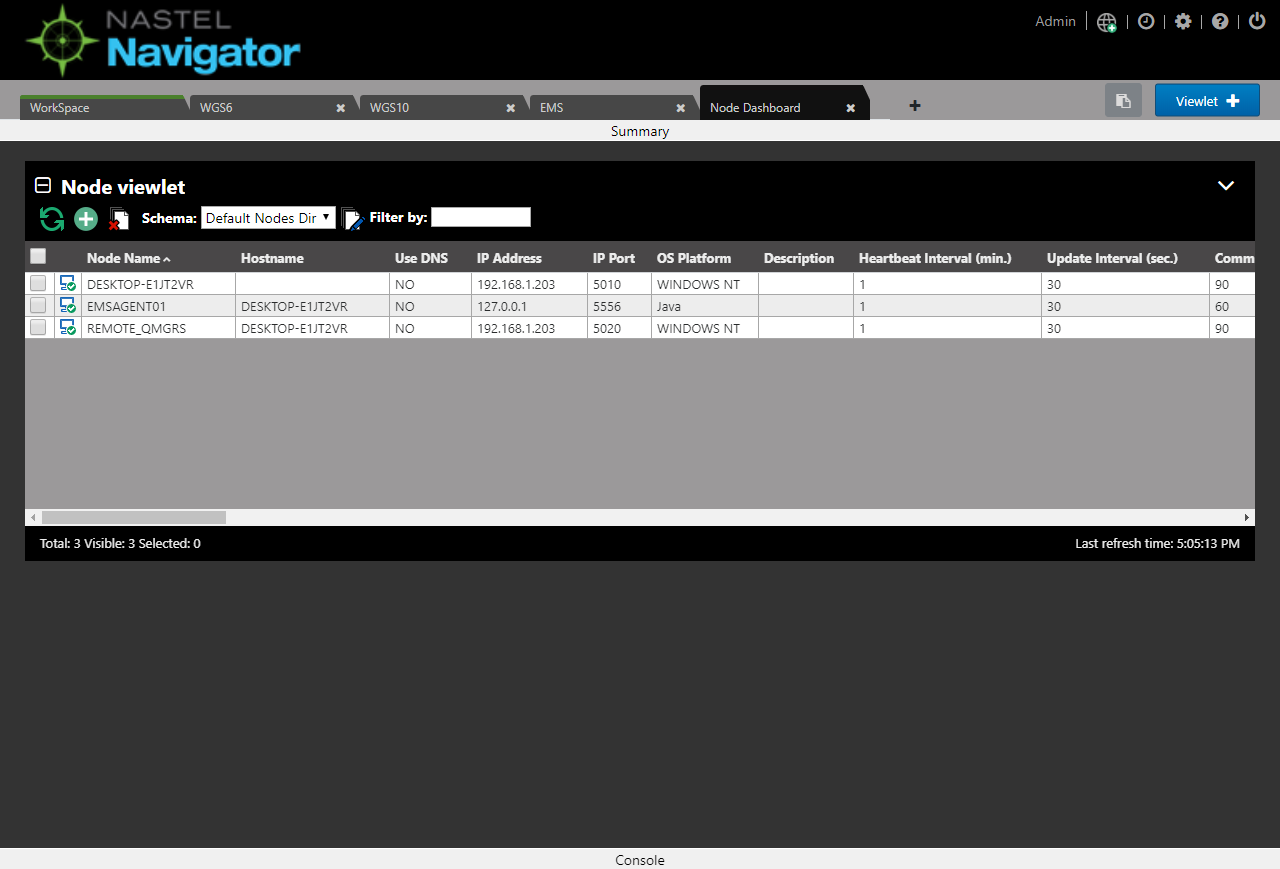 NASTEL
Navigator
Admin
WorkSpace WGS6 WGS10 EMS Node Dashboard Viewlet
Summary
Node viewlet
Schema: Default Nodes Dir Filter by:
Node Name Hostname Use DNS IP Address IP Port OS Platform Description Heartbeat Interval (min.) Update Interval (sec.) Comm
DESKTOP-E1JT2VR NO 192.168.1.203 5010 WINDOWS NT 1 30 90
EMSAGENT01 DESKTOP-E1JT2VR NO 127.0.0.1 5556 Java 1 30 60
REMOTE_QMGRS DESKTOP-E1JT2VR NO 192.168.1.203 5020 WINDOWS NT 1 30 90
Total: 3 Visible: 3 Selected: 0 Last refresh time: 5:05:13 PM
Console